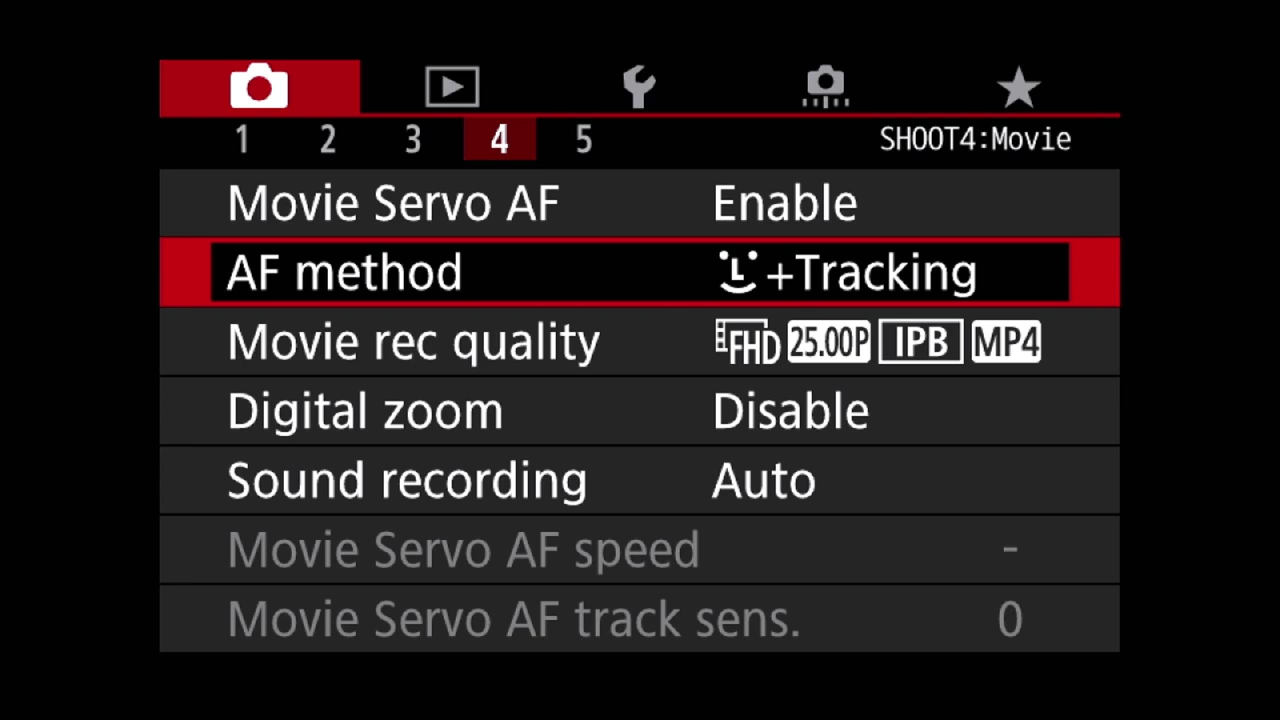 1 2 3 4 5 SHOOT4:Movie
Movie Servo AF Enable
AF method +Tracking
Movie rec quality FHD 25.00P IPB MP4
Digital zoom Disable
Sound recording Auto
Movie Servo AF speed -
Movie Servo AF track sens. 0